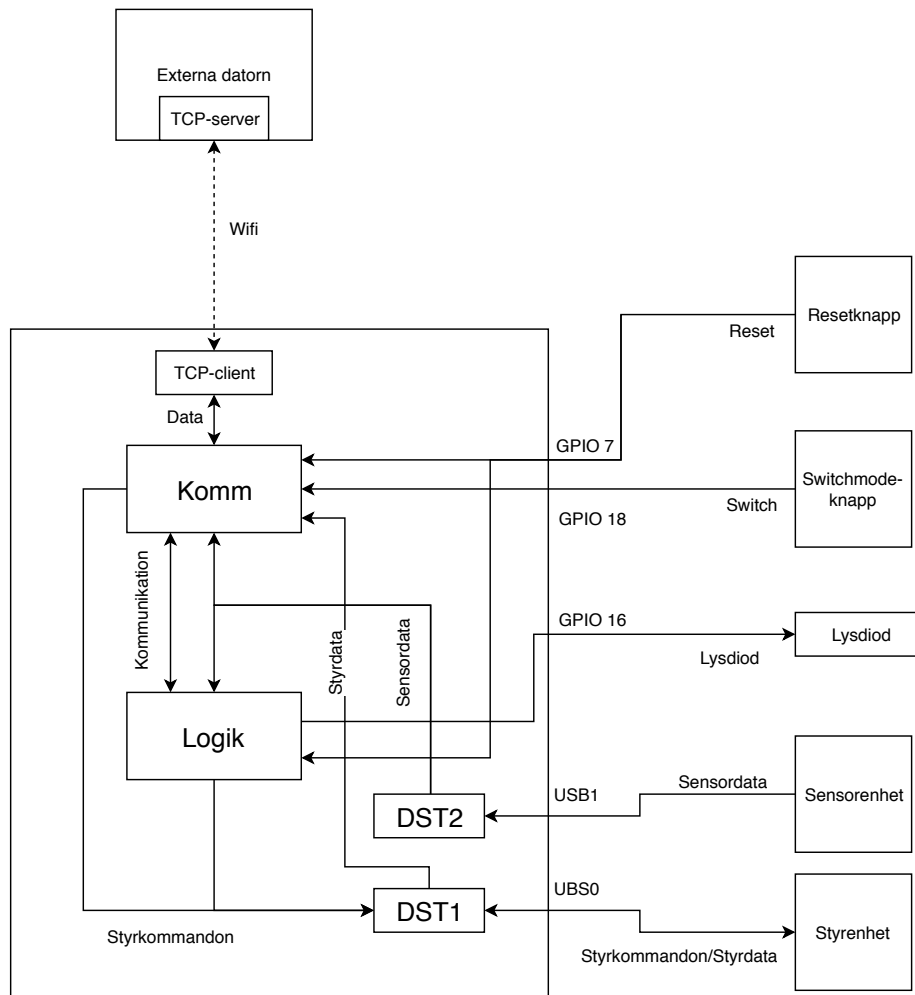 Externa datorn
TCP-server
Wifi
Resetknapp
Reset
TCP-client
Data
GPIO 7
Komm
Switchmode-
knapp
Switch
GPIO 18
Kommunikation
Styrdata
Sensordata
GPIO 16
Lysdiod
Lysdiod
Logik
Sensordata
USB1
Sensorenhet
DST2
UBS0
DST1
Styrkommandon
Styrenhet
Styrkommandon/Styrdata